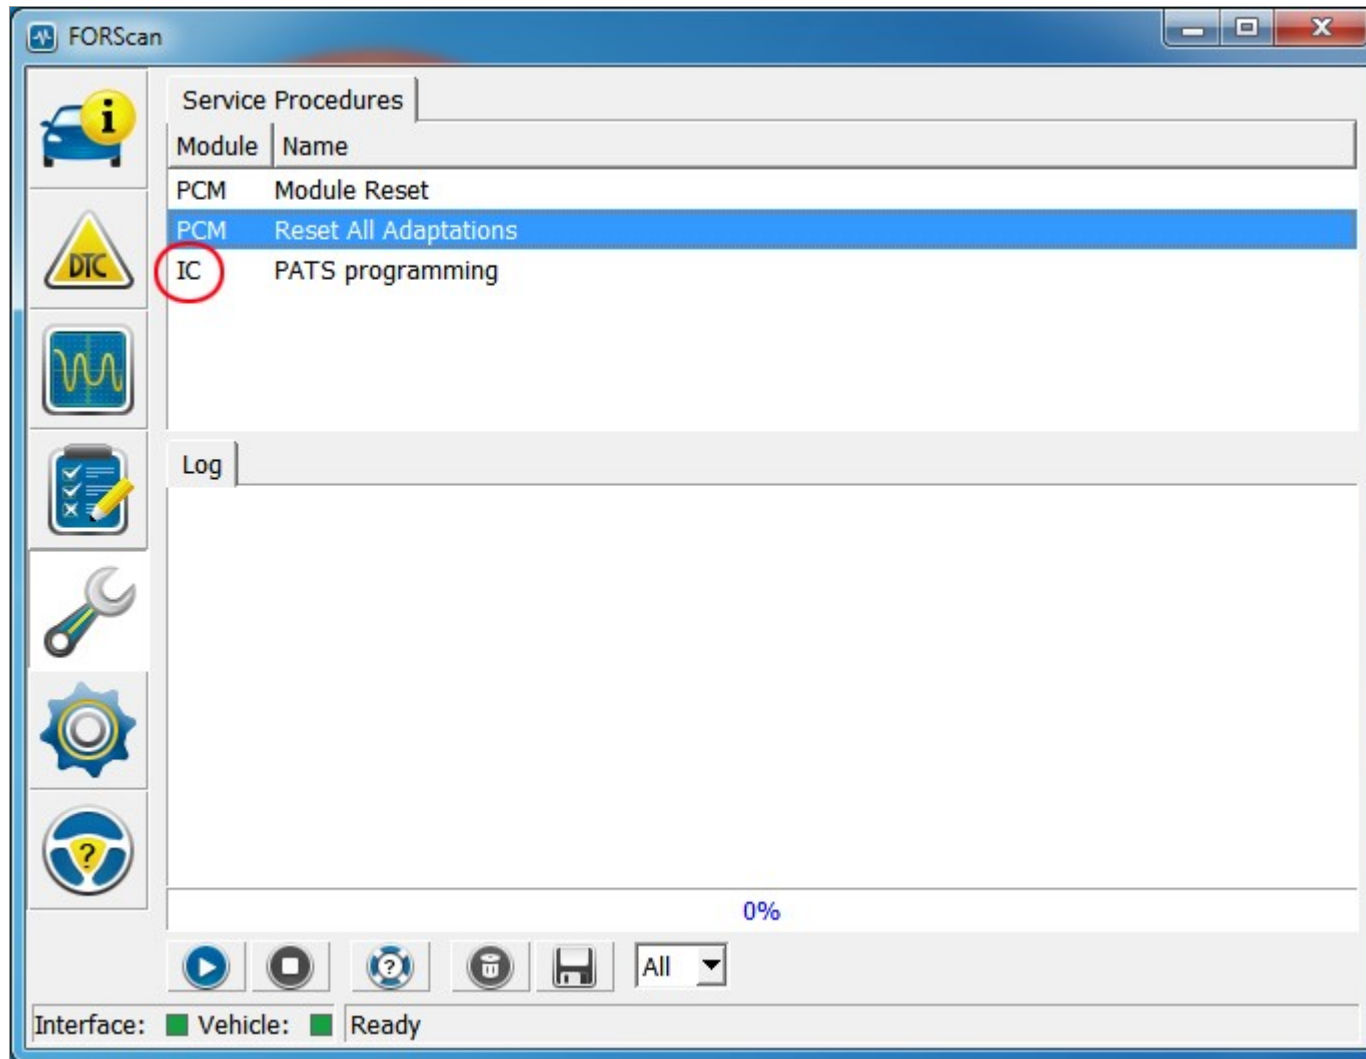 FORScan
Service Procedures
Module Name
PCM Module Reset
PCM Reset All Adaptations
IC PATS programming
i
DTC
Log
?
0%
? All
Interface: Vehicle: Ready